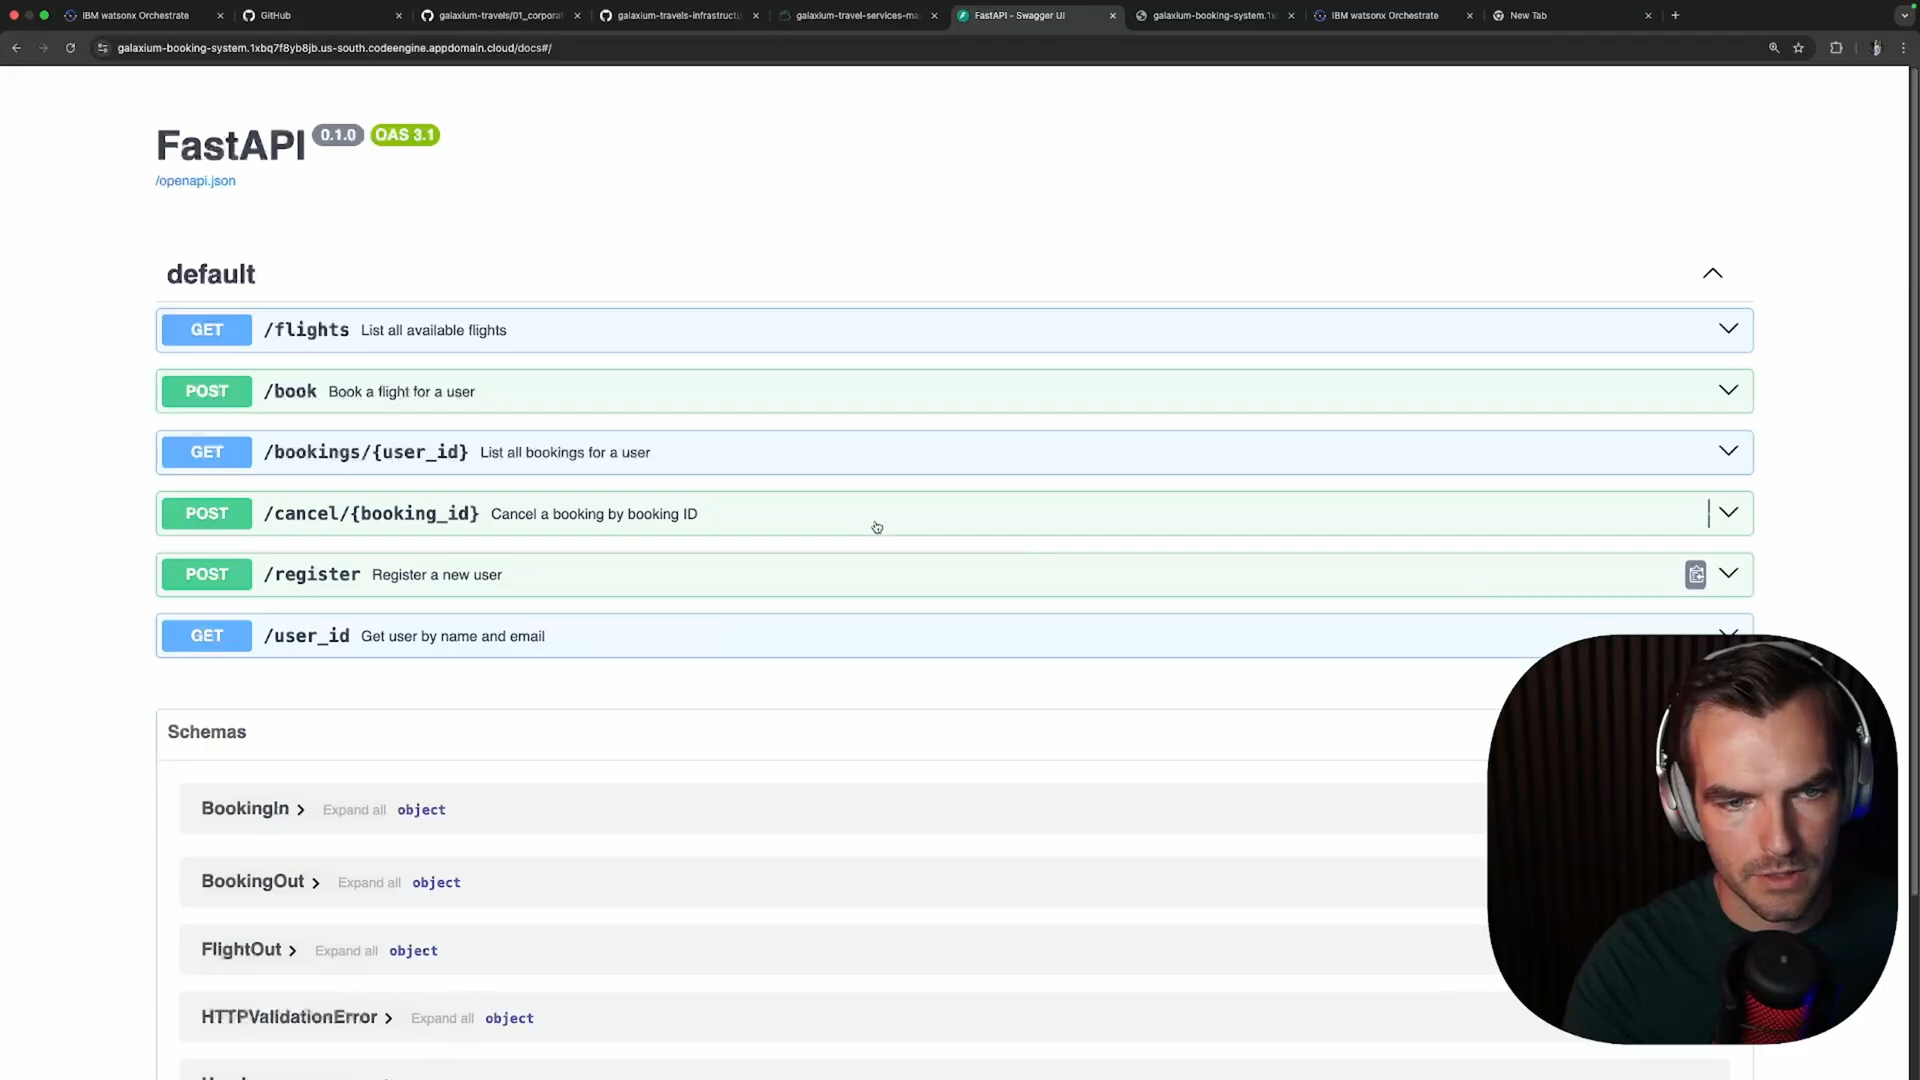 IBM watsonx Orchestrate
GitHub
galaxium-travels/01_corporat
galaxium-travels-infrastructu
galaxium-travel-services-ma
FastAPI - Swagger UI
galaxium-booking-system.1x
IBM watsonx Orchestrate
New Tab
galaxium-booking-system.1xbq7f8yb8jb.us-south.codeengine.appdomain.cloud/docs#/
FastAPI 0.1.0 OAS 3.1
/openapi.json
default
GET /flights List all available flights
POST /book Book a flight for a user
GET /bookings/{user_id} List all bookings for a user
POST /cancel/{booking_id} Cancel a booking by booking ID
POST /register Register a new user
GET /user_id Get user by name and email
Schemas
BookingIn Expand all object
BookingOut Expand all object
FlightOut Expand all object
HTTPValidationError Expand all object